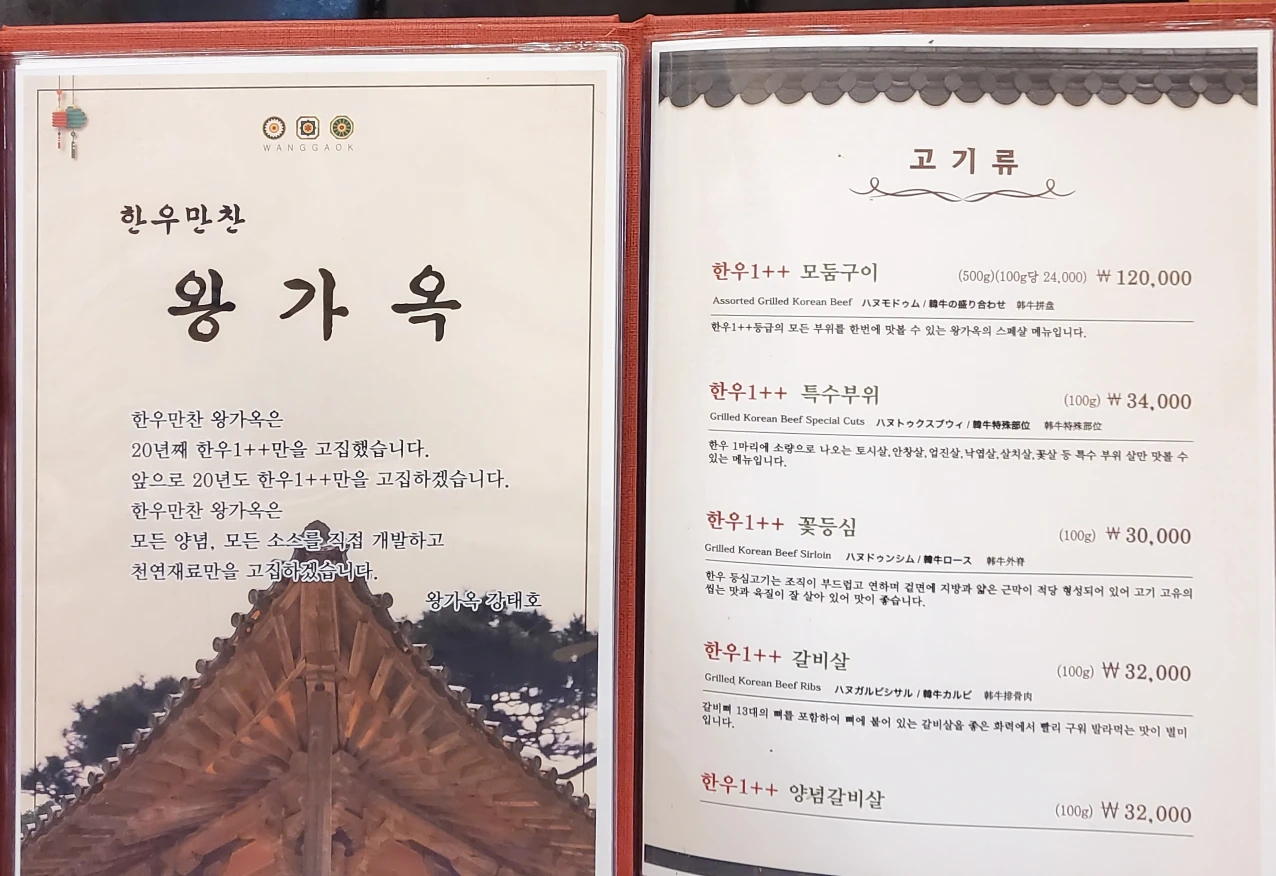 WANGGAOK
한우만찬
왕가옥
한우만찬 왕가옥은
20년째 한우1++만을 고집했습니다.
앞으로 20년도 한우1++만을 고집하겠습니다.
한우만찬 왕가옥은
모든 양념, 모든 소스를 직접 개발하고
천연재료만을 고집하겠습니다.
왕가옥 강태호
고기류
한우1++ 모둠구이 (500g)(100g당 24,000) ₩ 120,000
Assorted Grilled Korean Beef ハヌモドゥム / 韓牛の盛り合わせ 韩牛拼盘
한우1++등급의 모든 부위를 한번에 맛볼 수 있는 왕가옥의 스페샬 메뉴입니다.
한우1++ 특수부위 (100g) ₩ 34,000
Grilled Korean Beef Special Cuts ハヌトゥクスブウィ / 韓牛特殊部位 韩牛特殊部位
한우 1마리에 소량으로 나오는 토시살,안창살,업진살,낙엽살,살치살,꽃살 등 특수 부위 살만 맛볼 수
있는 메뉴입니다.
한우1++ 꽃등심 (100g) ₩ 30,000
Grilled Korean Beef Sirloin ハヌドゥンシム / 韓牛ロース 韩牛外脊
한우 등심고기는 조직이 부드럽고 연하며 겉면에 지방과 얇은 근막이 적당 형성되어 있어 고기 고유의
씹는 맛과 육질이 잘 살아 있어 맛이 좋습니다.
한우1++ 갈비살 (100g) ₩ 32,000
Grilled Korean Beef Ribs ハヌガルビシサル / 韓牛カルビ 韩牛排骨肉
갈비뼈 13대의 뼈를 포함하여 뼈에 붙어 있는 갈비살을 좋은 화력에서 빨리 구워 발라먹는 맛이 별미
입니다.
한우1++ 양념갈비살 (100g) ₩ 32,000